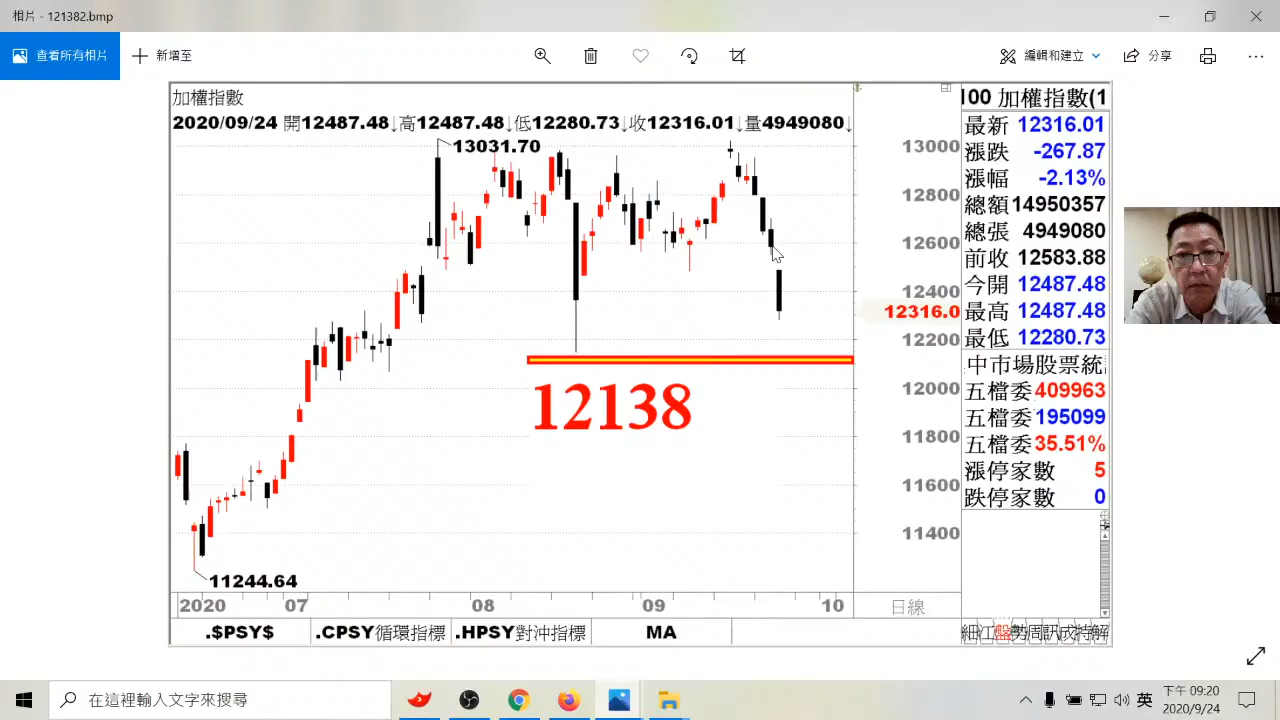 相片 - 121382.bmp
查看所有相片 新增至 編輯和建立 分享
加權指數
2020/09/24 開12487.48↓高12487.48↓低12280.73↓收12316.01↓量4949080↓
13031.70
13000
12800
12600
12400
12316.0
12200
12000
11800
11600
11400
12138
11244.64
2020 07 08 09 10 日線
.$PSY$ .CPSY循環指標 .HPSY對沖指標 MA
100 加權指數(1
最新 12316.01
漲跌 -267.87
漲幅 -2.13%
總額 14950357
總張 4949080
前收 12583.88
今開 12487.48
最高 12487.48
最低 12280.73
中市場股票統
五檔委 409963
五檔委 195099
五檔委 35.51%
漲停家數 5
跌停家數 0
在這裡輸入文字來搜尋
英
下午 09:20
2020/9/24